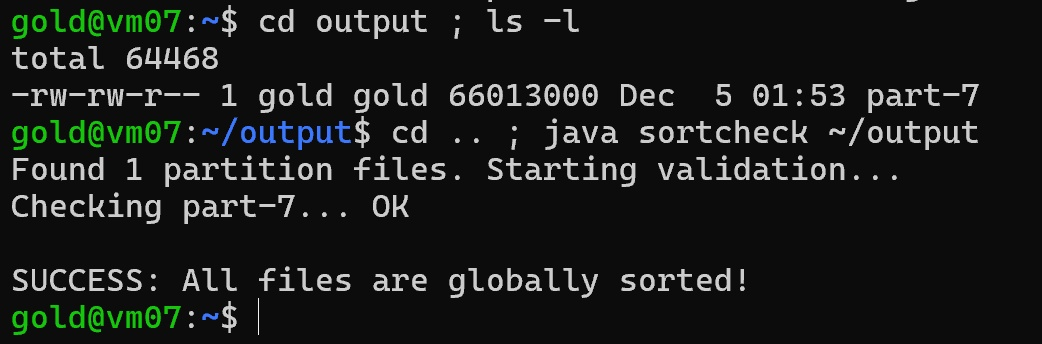 gold@vm07:~$ cd output ; ls -l
total 64468
-rw-rw-r-- 1 gold gold 66013000 Dec  5 01:53 part-7
gold@vm07:~/output$ cd .. ; java sortcheck ~/output
Found 1 partition files. Starting validation...
Checking part-7... OK

SUCCESS: All files are globally sorted!
gold@vm07:~$